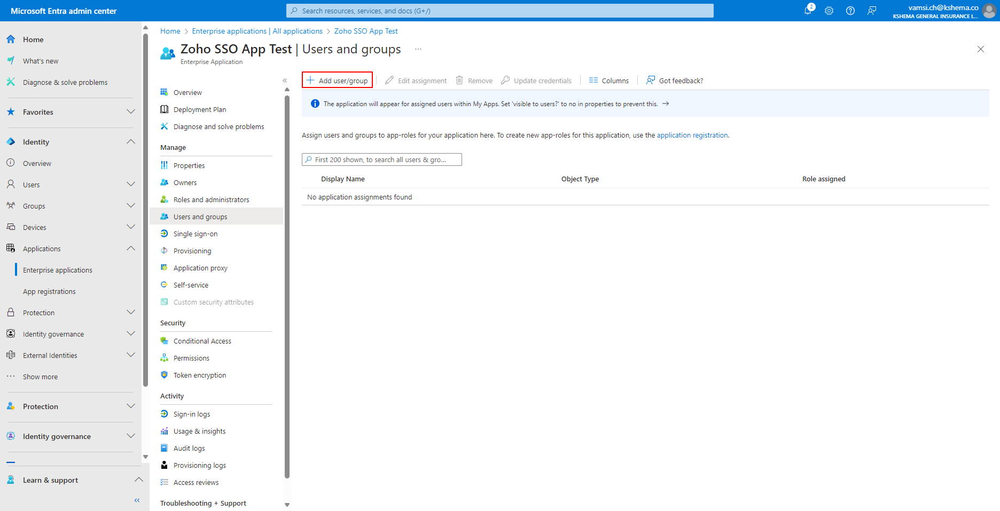 Microsoft Entra admin center
Search resources, services, and docs (G+/)
2
vamsi.ch@kshema.co
KSHEMA GENERAL INSURANCE L...
Home
What's new
Diagnose & solve problems
Favorites
Identity
Overview
Users
Groups
Devices
Applications
Enterprise applications
App registrations
Protection
Identity governance
External Identities
Show more
Protection
Identity governance
Learn & support
Home > Enterprise applications | All applications > Zoho SSO App Test
Zoho SSO App Test | Users and groups ...
Enterprise Application
Overview
Deployment Plan
Diagnose and solve problems
Manage
Properties
Owners
Roles and administrators
Users and groups
Single sign-on
Provisioning
Application proxy
Self-service
Custom security attributes
Security
Conditional Access
Permissions
Token encryption
Activity
Sign-in logs
Usage & insights
Audit logs
Provisioning logs
Access reviews
Troubleshooting + Support
Add user/group Edit assignment Remove Update credentials Columns Got feedback?
The application will appear for assigned users within My Apps. Set 'visible to users?' to no in properties to prevent this. →
Assign users and groups to app-roles for your application here. To create new app-roles for this application, use the application registration.
First 200 shown, to search all users & gro...
Display Name Object Type Role assigned
No application assignments found